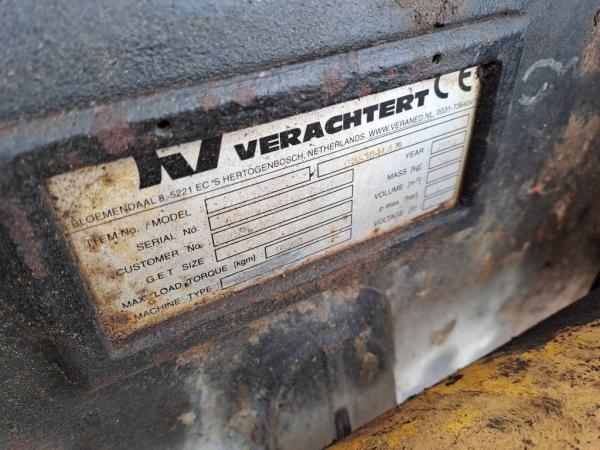 VERACHTERT CE
BLOEMENDAAL 8, 5221 EC 'S HERTOGENBOSCH, NETHERLANDS. WWW.VERANED.NL, 0031-736404
ITEM No. / MODEL
SERIAL No.
CUSTOMER No.
G.E.T SIZE
MAX. LOAD TORQUE [kgm]
MACHINE TYPE
YEAR
MASS [kg]
VOLUME [m³]
p max. [bar]
VOLTAGE [V]